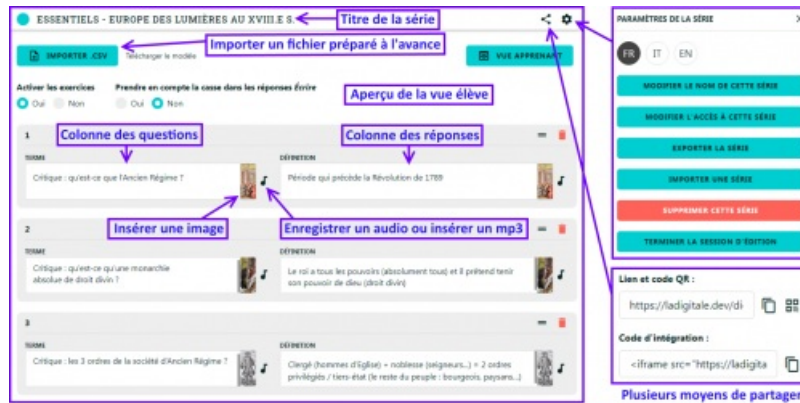 ESSENTIELS - EUROPE DES LUMIÈRES AU XVIII.E S.
Titre de la série
IMPORTER .CSV
Télécharger le modèle
Importer un fichier préparé à l'avance
VUE APPRENANT
Activer les exercices
Oui Non
Prendre en compte la casse dans les réponses Écrire
Oui Non
Aperçu de la vue élève
1
Colonne des questions
Colonne des réponses
TERME
DÉFINITION
Critique : qu'est-ce que l'Ancien Régime ?
Période qui précède la Révolution de 1789
Insérer une image
Enregistrer un audio ou insérer un mp3
2
TERME
DÉFINITION
Critique : qu'est-ce qu'une monarchie
absolue de droit divin ?
Le roi a tous les pouvoirs (absolument tous) et il prétend tenir
son pouvoir de dieu (droit divin)
3
TERME
DÉFINITION
Critique : les 3 ordres de la société d'Ancien Régime ?
Clergé (hommes d'Église) + noblesse (seigneurs...) = 2 ordres
privilégiés / tiers-état (le reste du peuple : bourgeois, paysans...)
PARAMÈTRES DE LA SÉRIE
FR IT EN
MODIFIER LE NOM DE CETTE SÉRIE
MODIFIER L'ACCÈS À CETTE SÉRIE
EXPORTER LA SÉRIE
IMPORTER UNE SÉRIE
SUPPRIMER CETTE SÉRIE
TERMINER LA SESSION D'ÉDITION
Lien et code QR :
https://ladigitale.dev/di
Code d'intégration :
<iframe src="https://ladigita
Plusieurs moyens de partager